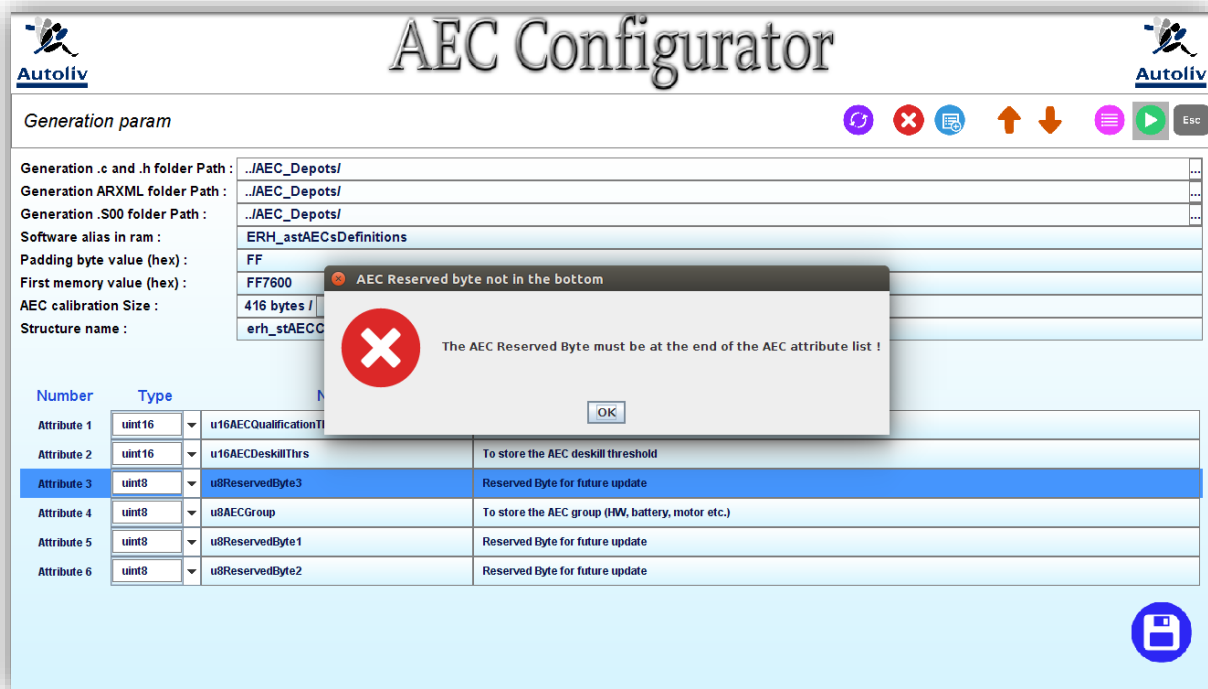 AEC Configurator
Autoliv
Autoliv
Generation param
Esc
Generation .c and .h folder Path : ../AEC_Depots/ ...
Generation ARXML folder Path : ../AEC_Depots/ ...
Generation .S00 folder Path : ../AEC_Depots/ ...
Software alias in ram : ERH_astAECsDefinitions
Padding byte value (hex) : FF
First memory value (hex) : FF7600
AEC calibration Size : 416 bytes /
Structure name : erh_stAECC
AEC Reserved byte not in the bottom
The AEC Reserved Byte must be at the end of the AEC attribute list !
OK
Number Type N
Attribute 1 uint16 u16AECQualificationT
Attribute 2 uint16 u16AECDeskillThrs To store the AEC deskill threshold
Attribute 3 uint8 u8ReservedByte3 Reserved Byte for future update
Attribute 4 uint8 u8AECGroup To store the AEC group (HW, battery, motor etc.)
Attribute 5 uint8 u8ReservedByte1 Reserved Byte for future update
Attribute 6 uint8 u8ReservedByte2 Reserved Byte for future update